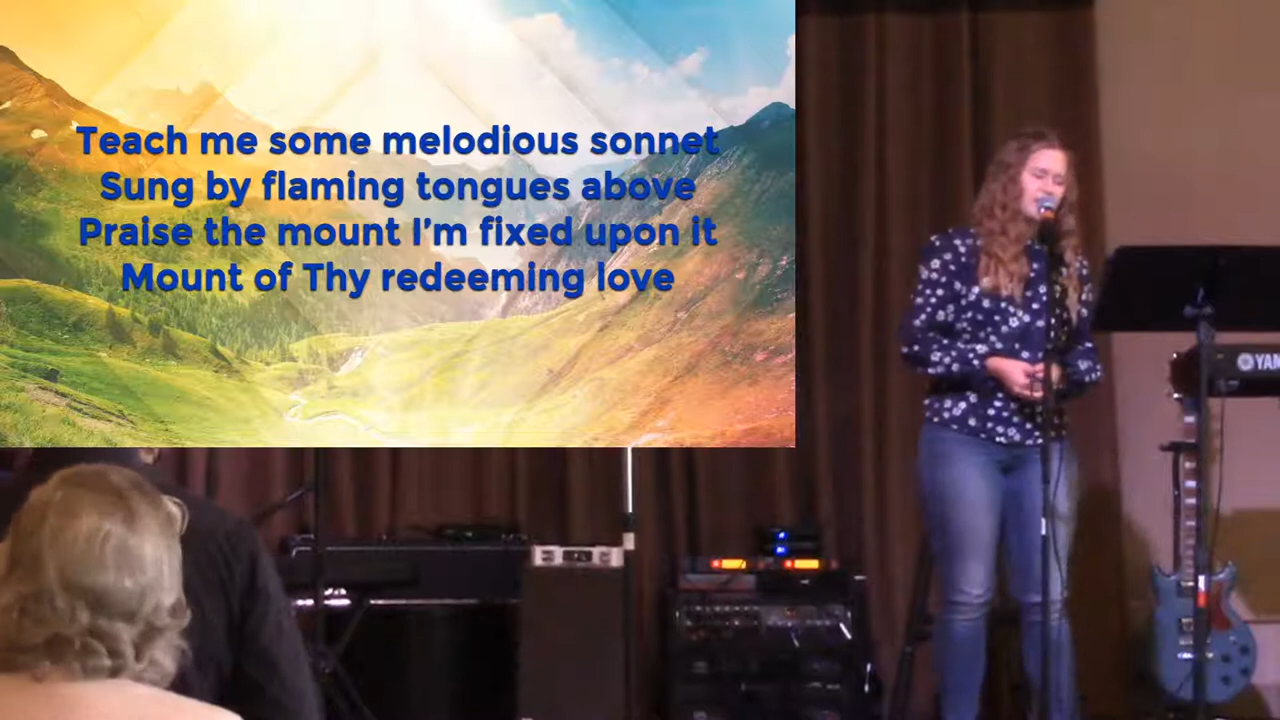 Teach me some melodious sonnet
Sung by flaming tongues above
Praise the mount I'm fixed upon it
Mount of Thy redeeming love